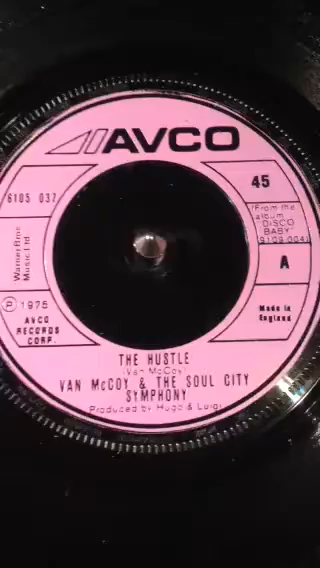 AVCO
6105 037
45
(From the
album
DISCO
BABY
9109 004)
Warner Bros.
Music Ltd
A
Ⓟ 1975
AVCO
RECORDS
CORP.
Made in
England
THE HUSTLE
(Van McCoy)
VAN McCOY & THE SOUL CITY
SYMPHONY
Produced by Hugo & Luigi